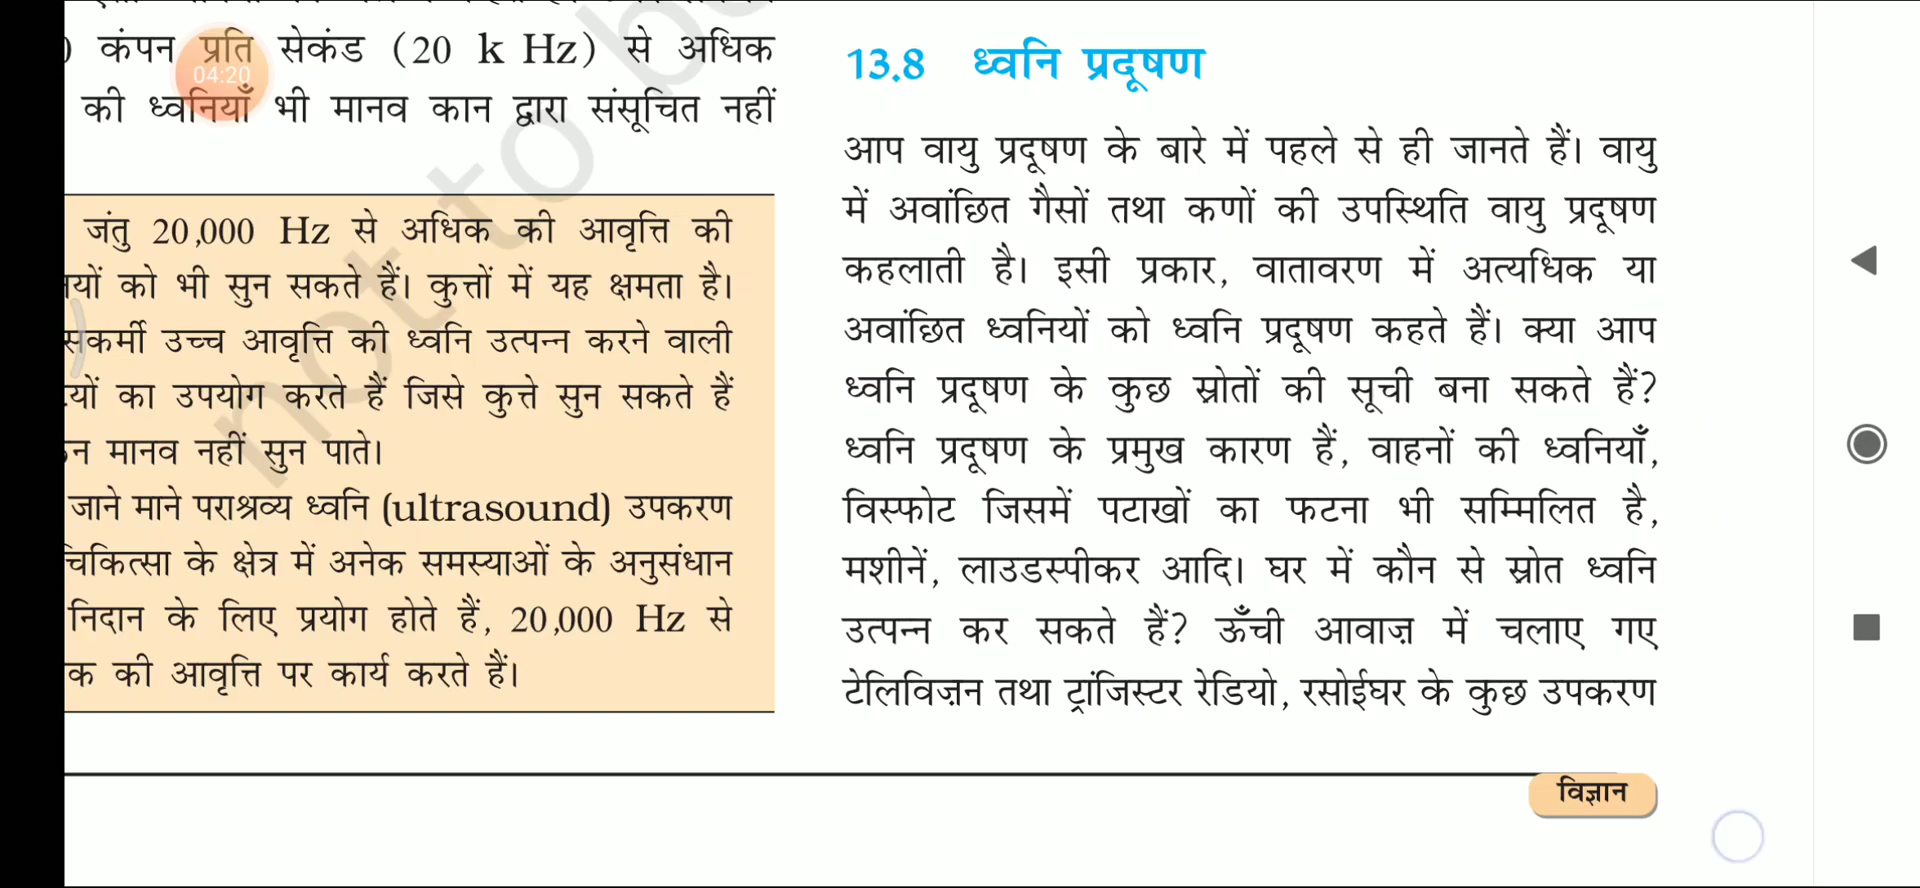 कंपन प्रति सेकंड (20 k Hz) से अधिक
की ध्वनियाँ भी मानव कान द्वारा संसूचित नहीं
04:20
जंतु 20,000 Hz से अधिक की आवृत्ति की
को भी सुन सकते हैं। कुत्तों में यह क्षमता है।
उच्च आवृत्ति की ध्वनि उत्पन्न करने वाली
का उपयोग करते हैं जिसे कुत्ते सुन सकते हैं
मानव नहीं सुन पाते।
जाने माने पराश्रव्य ध्वनि (ultrasound) उपकरण
चिकित्सा के क्षेत्र में अनेक समस्याओं के अनुसंधान
निदान के लिए प्रयोग होते हैं, 20,000 Hz से
क की आवृत्ति पर कार्य करते हैं।
not to b
13.8 ध्वनि प्रदूषण
आप वायु प्रदूषण के बारे में पहले से ही जानते हैं। वायु
में अवांछित गैसों तथा कणों की उपस्थिति वायु प्रदूषण
कहलाती है। इसी प्रकार, वातावरण में अत्यधिक या
अवांछित ध्वनियों को ध्वनि प्रदूषण कहते हैं। क्या आप
ध्वनि प्रदूषण के कुछ स्रोतों की सूची बना सकते हैं?
ध्वनि प्रदूषण के प्रमुख कारण हैं, वाहनों की ध्वनियाँ,
विस्फोट जिसमें पटाखों का फटना भी सम्मिलित है,
मशीनें, लाउडस्पीकर आदि। घर में कौन से स्रोत ध्वनि
उत्पन्न कर सकते हैं? ऊँची आवाज़ में चलाए गए
टेलिविज़न तथा ट्रांजिस्टर रेडियो, रसोईघर के कुछ उपकरण
विज्ञान